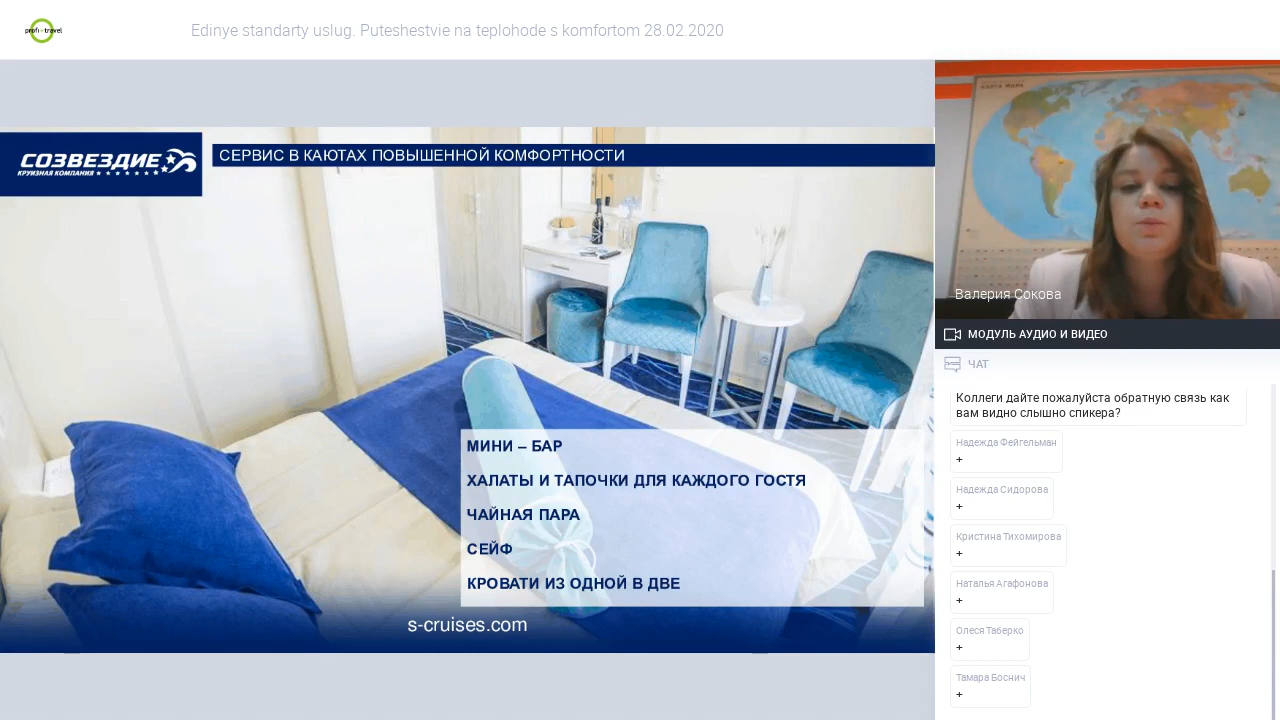 profi travel
Edinye standarty uslug. Puteshestvie na teplohode s komfortom 28.02.2020
СОЗВЕЗДИЕ
КРУИЗНАЯ КОМПАНИЯ
СЕРВИС В КАЮТАХ ПОВЫШЕННОЙ КОМФОРТНОСТИ
МИНИ – БАР
ХАЛАТЫ И ТАПОЧКИ ДЛЯ КАЖДОГО ГОСТЯ
ЧАЙНАЯ ПАРА
СЕЙФ
КРОВАТИ ИЗ ОДНОЙ В ДВЕ
s-cruises.com
КАРТА МИРА
Валерия Сокова
МОДУЛЬ АУДИО И ВИДЕО
ЧАТ
Коллеги дайте пожалуйста обратную связь как
вам видно слышно спикера?
Надежда Фейгельман
+
Надежда Сидорова
+
Кристина Тихомирова
+
Наталья Агафонова
+
Олеся Таберко
+
Тамара Боснич
+